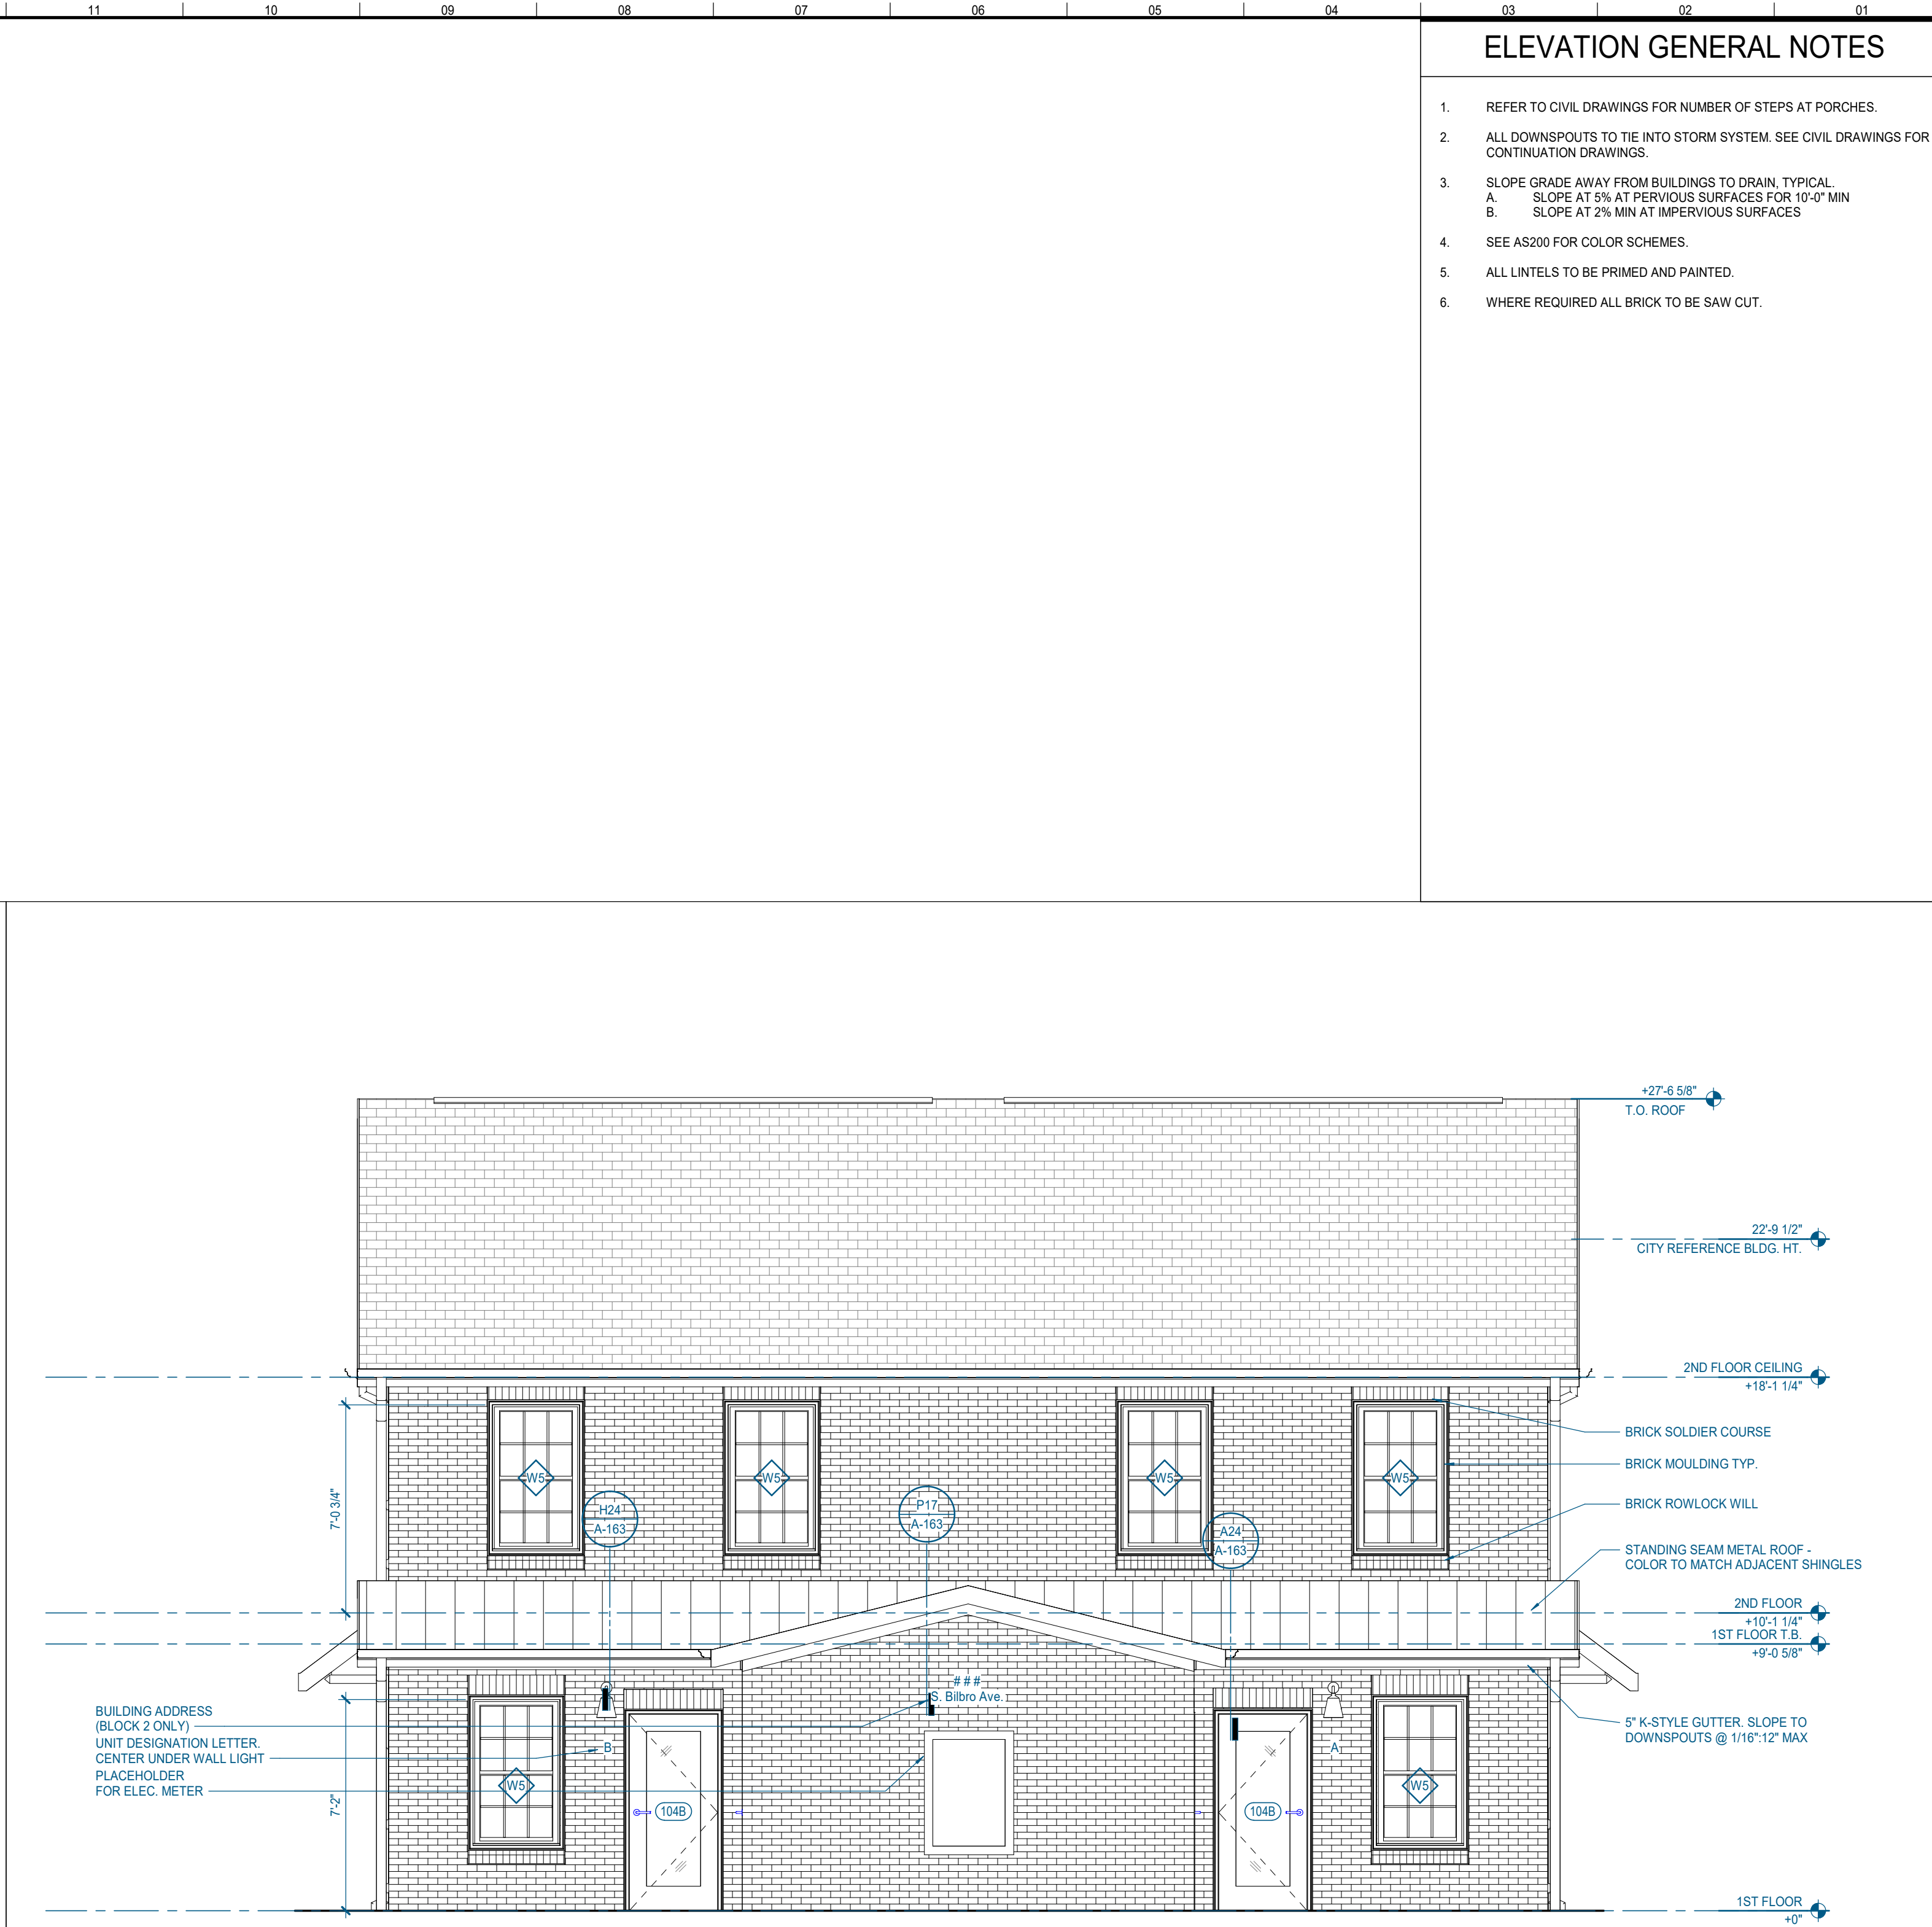 11 10 09 08 07 06 05 04 03 02 01
ELEVATION GENERAL NOTES
1. REFER TO CIVIL DRAWINGS FOR NUMBER OF STEPS AT PORCHES.
2. ALL DOWNSPOUTS TO TIE INTO STORM SYSTEM. SEE CIVIL DRAWINGS FOR
CONTINUATION DRAWINGS.
3. SLOPE GRADE AWAY FROM BUILDINGS TO DRAIN, TYPICAL.
A. SLOPE AT 5% AT PERVIOUS SURFACES FOR 10'-0" MIN
B. SLOPE AT 2% MIN AT IMPERVIOUS SURFACES
4. SEE AS200 FOR COLOR SCHEMES.
5. ALL LINTELS TO BE PRIMED AND PAINTED.
6. WHERE REQUIRED ALL BRICK TO BE SAW CUT.
+27'-6 5/8"
T.O. ROOF
22'-9 1/2"
CITY REFERENCE BLDG. HT.
2ND FLOOR CEILING
+18'-1 1/4"
BRICK SOLDIER COURSE
BRICK MOULDING TYP.
BRICK ROWLOCK WILL
STANDING SEAM METAL ROOF -
COLOR TO MATCH ADJACENT SHINGLES
2ND FLOOR
+10'-1 1/4"
1ST FLOOR T.B.
+9'-0 5/8"
5" K-STYLE GUTTER. SLOPE TO
DOWNSPOUTS @ 1/16":12" MAX
1ST FLOOR
+0"
7'-0 3/4"
7'-2"
W5 W5 W5 W5
H24
A-163
P17
A-163
A24
A-163
# # #
S. Bilbro Ave.
BUILDING ADDRESS
(BLOCK 2 ONLY)
UNIT DESIGNATION LETTER.
CENTER UNDER WALL LIGHT
PLACEHOLDER
FOR ELEC. METER
B A
W5 W5
104B 104B